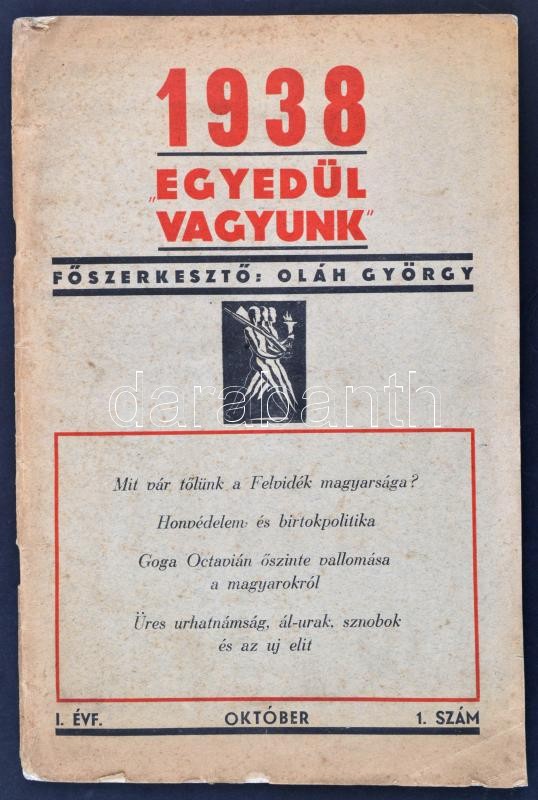 1938
„EGYEDÜL
VAGYUNK"
FŐSZERKESZTŐ: OLÁH GYÖRGY
darabanth
Mit vár tőlünk a Felvidék magyarsága?
Honvédelem és birtokpolitika
Goga Octavián őszinte vallomása
a magyarokról
Üres urhatnámság, ál-urak, sznobok
és az uj elit
I. ÉVF. OKTÓBER 1. SZÁM